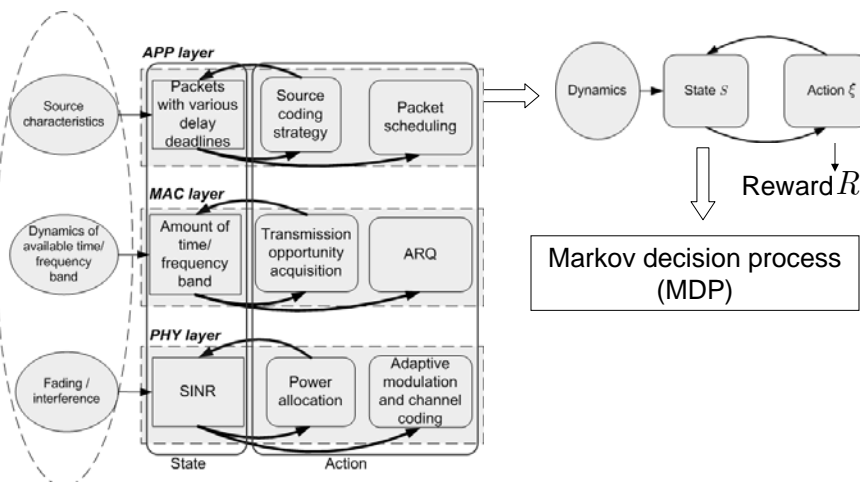 APP layer
Source
characteristics
Packets
with various
delay
deadlines
Source
coding
strategy
Packet
scheduling
MAC layer
Dynamics of
available time/
frequency band
Amount of
time/
frequency
band
Transmission
opportunity
acquisition
ARQ
PHY layer
Fading /
interference
SINR
Power
allocation
Adaptive
modulation
and channel
coding
State
Action
Dynamics
State s
Action ξ
Reward R
Markov decision process
(MDP)